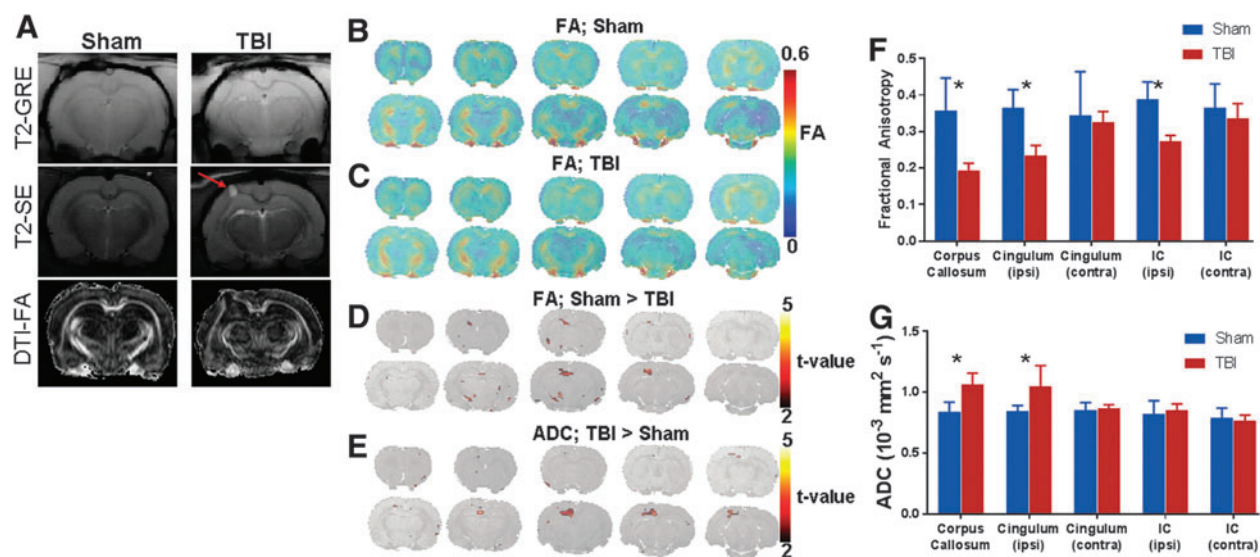 A
Sham
TBI
T2-GRE
T2-SE
DTI-FA
B
FA; Sham
0.6
FA
0
C
FA; TBI
D
FA; Sham > TBI
5
t-value
2
E
ADC; TBI > Sham
5
t-value
2
F
Sham
TBI
Fractional Anisotropy
0.5
0.4
0.3
0.2
0.1
0.0
*
*
*
Corpus
Callosum
Cingulum
(ipsi)
Cingulum
(contra)
IC
(ipsi)
IC
(contra)
G
Sham
TBI
ADC (10⁻³ mm² s⁻¹)
1.5
1.0
0.5
0.0
*
*
Corpus
Callosum
Cingulum
(ipsi)
Cingulum
(contra)
IC
(ipsi)
IC
(contra)